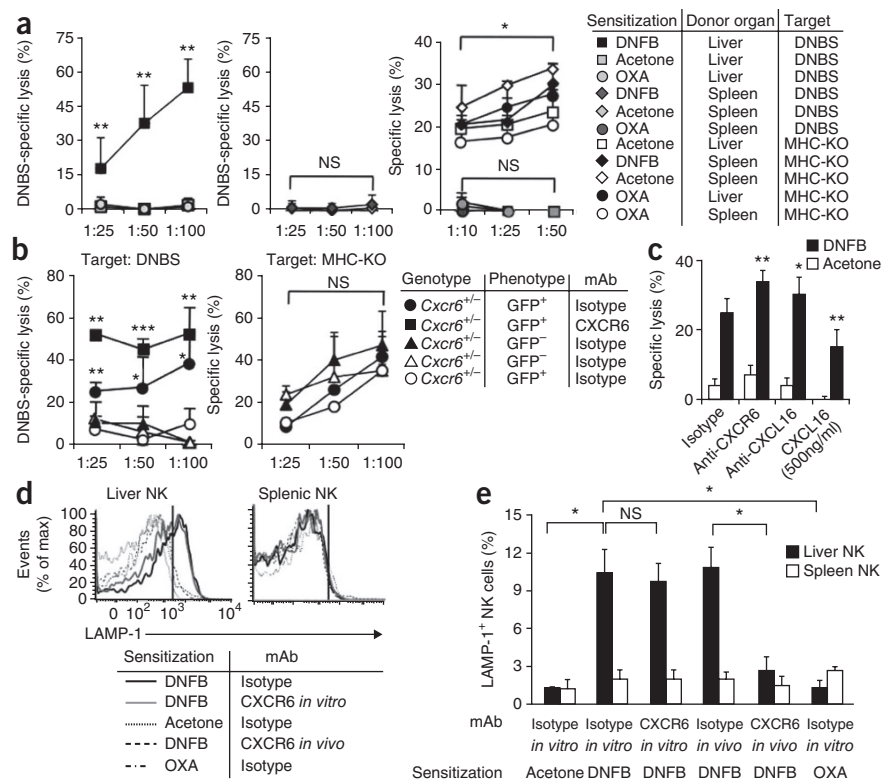 a
DNBS-specific lysis (%)
75
60
45
30
15
0
**
**
**
1:25 1:50 1:100
DNBS-specific lysis (%)
75
60
45
30
15
0
NS
1:25 1:50 1:100
Specific lysis (%)
40
30
20
10
0
*
NS
1:10 1:25 1:50
Sensitization Donor organ Target
DNFB Liver DNBS
Acetone Liver DNBS
OXA Liver DNBS
DNFB Spleen DNBS
Acetone Spleen DNBS
OXA Spleen DNBS
Acetone Liver MHC-KO
DNFB Spleen MHC-KO
Acetone Spleen MHC-KO
OXA Liver MHC-KO
OXA Spleen MHC-KO
b
Target: DNBS
DNBS-specific lysis (%)
80
60
40
20
0
** *** **
** * *
1:25 1:50 1:100
Target: MHC-KO
Specific lysis (%)
80
60
40
20
0
NS
1:25 1:50 1:100
Genotype Phenotype mAb
Cxcr6+/– GFP+ Isotype
Cxcr6+/– GFP+ CXCR6
Cxcr6+/– GFP– Isotype
Cxcr6+/– GFP– Isotype
Cxcr6+/– GFP+ Isotype
c
DNFB
Acetone
Specific lysis (%)
40
20
0
**
*
**
Isotype
Anti-CXCR6
Anti-CXCL16
CXCL16
(500ng/ml)
d
Liver NK Splenic NK
Events
(% of max)
100
80
60
40
20
0
0 10² 10³ 10⁴
LAMP-1
Sensitization mAb
DNFB Isotype
DNFB CXCR6 in vitro
Acetone Isotype
DNFB CXCR6 in vivo
OXA Isotype
e
LAMP-1+ NK cells (%)
15
12
9
6
3
0
*
* NS *
Liver NK
Spleen NK
mAb
Isotype Isotype CXCR6 Isotype CXCR6 Isotype
in vitro in vitro in vitro in vivo in vivo in vitro
Sensitization Acetone DNFB DNFB DNFB DNFB OXA